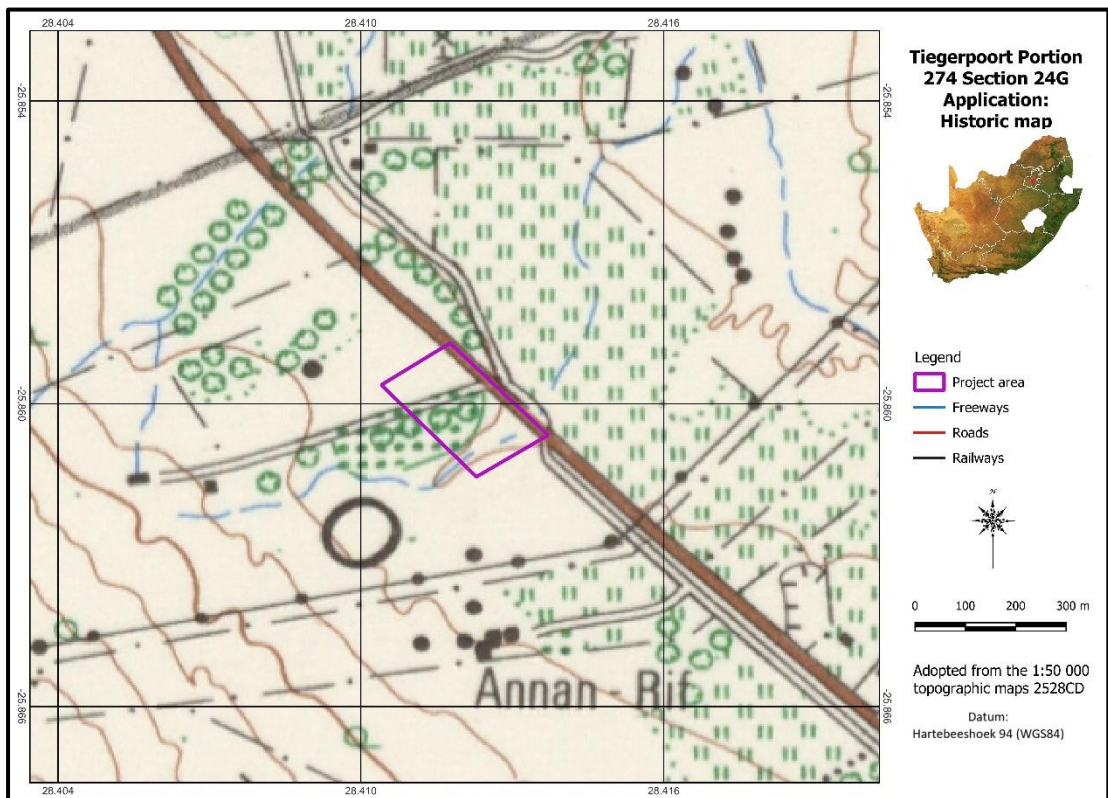 28.404
28.410
28.416
-25.854
-25.854
-25.860
-25.860
-25.866
-25.866
28.404
28.410
28.416
Annan - Rif
Tiegerpoort Portion
274 Section 24G
Application:
Historic map
Legend
Project area
Freeways
Roads
Railways
N
0 100 200 300 m
Adopted from the 1:50 000
topographic maps 2528CD
Datum:
Hartebeeshoek 94 (WGS84)